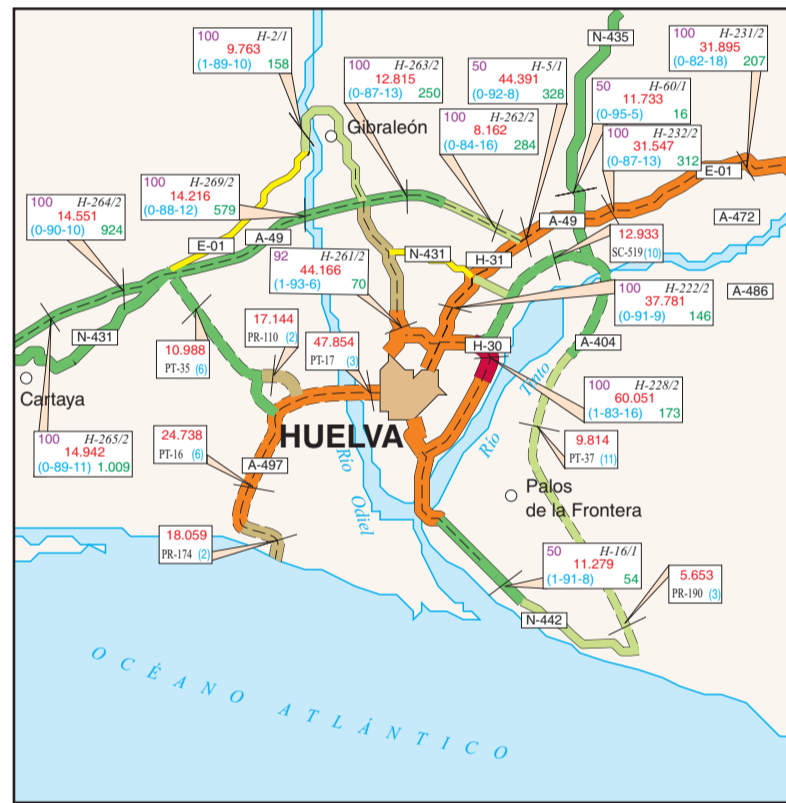 100 H-2/1
9.763
(1-89-10) 158
N-435
100 H-231/2
31.895
(0-82-18) 207
100 H-263/2
12.815
(0-87-13) 250
50 H-5/1
44.391
(0-92-8) 328
50 H-60/1
11.733
(0-95-5) 16
100 H-262/2
8.162
(0-84-16) 284
100 H-232/2
31.547
(0-87-13) 312
Gibraleón
E-01
100 H-269/2
14.216
(0-88-12) 579
100 H-264/2
14.551
(0-90-10) 924
A-49
A-472
12.933
SC-519 (10)
E-01
A-49
92 H-261/2
44.166
(1-93-6) 70
N-431
H-31
100 H-222/2
37.781
(0-91-9) 146
A-486
N-431
17.144
PR-110 (2)
47.854
PT-17 (3)
10.988
PT-35 (6)
H-30
A-404
Cartaya
Río Tinto
100 H-228/2
60.051
(1-83-16) 173
HUELVA
100 H-265/2
14.942
(0-89-11) 1.009
24.738
PT-16 (6)
A-497
Río Odiel
9.814
PT-37 (11)
Palos
de la Frontera
18.059
PR-174 (2)
50 H-16/1
11.279
(1-91-8) 54
5.653
PR-190 (3)
N-442
OCÉANO ATLÁNTICO